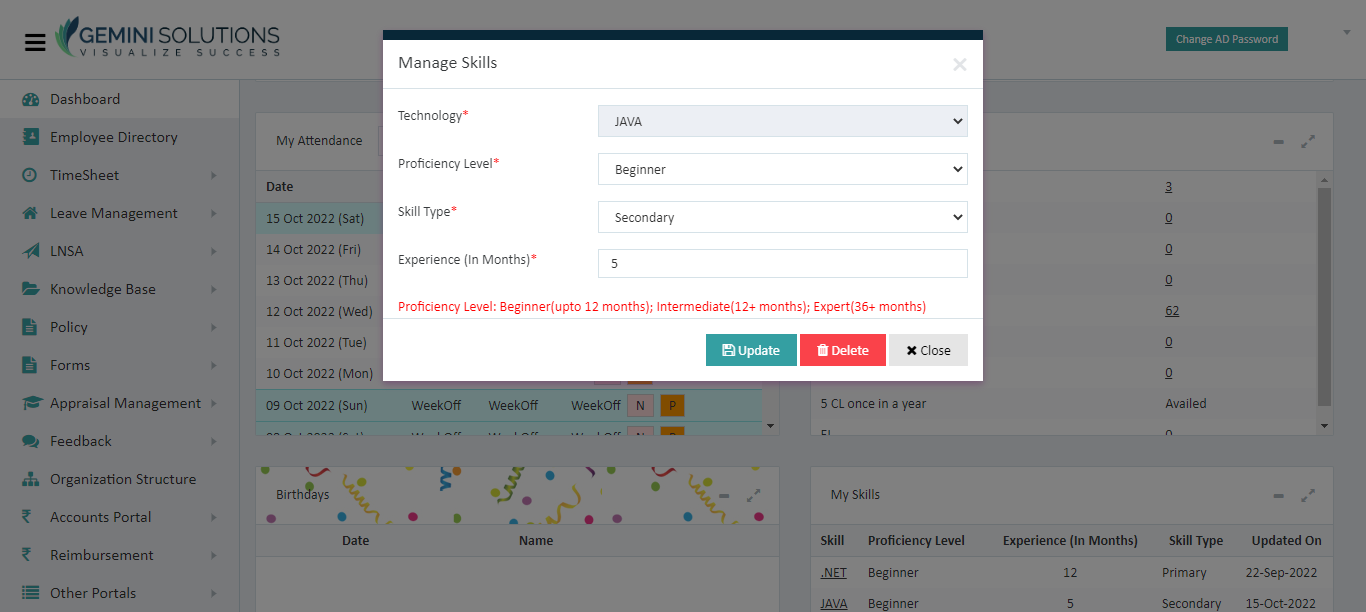 GEMINI SOLUTIONS
VISUALIZE SUCCESS
Change AD Password
Dashboard
Employee Directory
TimeSheet
Leave Management
LNSA
Knowledge Base
Policy
Forms
Appraisal Management
Feedback
Organization Structure
Accounts Portal
Reimbursement
Other Portals
Manage Skills
Technology*
JAVA
Proficiency Level*
Beginner
Skill Type*
Secondary
Experience (In Months)*
5
Proficiency Level: Beginner(upto 12 months); Intermediate(12+ months); Expert(36+ months)
Update Delete Close
My Attendance
Date
15 Oct 2022 (Sat)
14 Oct 2022 (Fri)
13 Oct 2022 (Thu)
12 Oct 2022 (Wed)
11 Oct 2022 (Tue)
10 Oct 2022 (Mon)
09 Oct 2022 (Sun) WeekOff WeekOff WeekOff N P
3
0
0
0
62
0
0
5 CL once in a year Availed
Birthdays
Date Name
My Skills
Skill Proficiency Level Experience (In Months) Skill Type Updated On
.NET Beginner 12 Primary 22-Sep-2022
JAVA Beginner 5 Secondary 15-Oct-2022